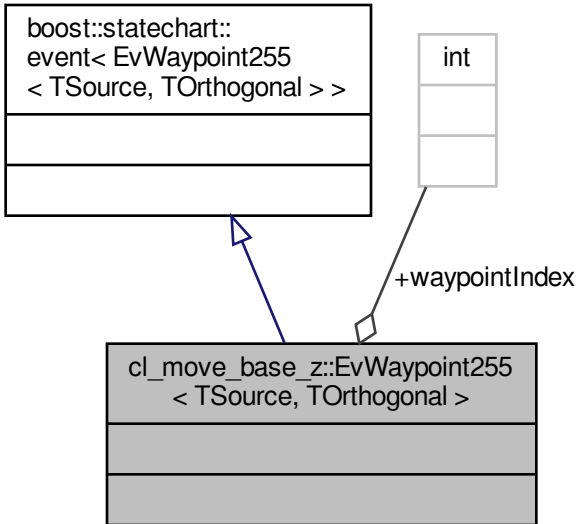 boost::statechart::
event< EvWaypoint255
< TSource, TOrthogonal > >
int
+waypointIndex
cl_move_base_z::EvWaypoint255
< TSource, TOrthogonal >